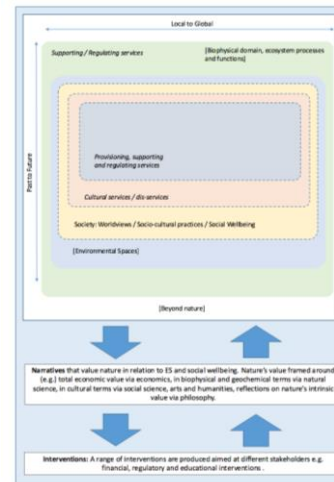 Local to Global
Supporting / Regulating services
[Biophysical domain, ecosystem processes
and functions]
Past to Future
Provisioning, supporting
and regulating services
Cultural services / dis-services
Society: Worldviews / Socio-cultural practices / Social Wellbeing
[Environmental Spaces]
[Beyond nature]
Narratives that value nature in relation to ES and social wellbeing. Nature's value framed around
(e.g.) total economic value via economics, in biophysical and geochemical terms via natural
science, in cultural terms via social science, arts and humanities, reflections on nature's intrinsic
value via philosophy.
Interventions: A range of interventions are produced aimed at different stakeholders e.g.
financial, regulatory and educational interventions .